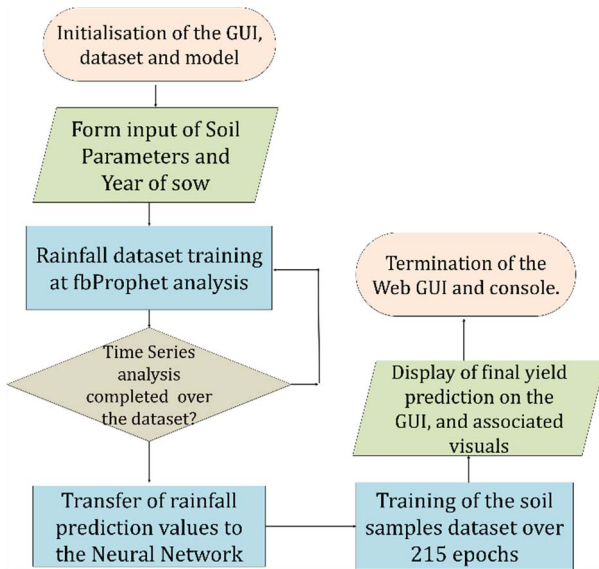 Initialisation of the GUI,
dataset and model
Form input of Soil
Parameters and
Year of sow
Rainfall dataset training
at fbProphet analysis
Time Series
analysis
completed over
the dataset?
Transfer of rainfall
prediction values to
the Neural Network
Training of the soil
samples dataset over
215 epochs
Display of final yield
prediction on the
GUI, and associated
visuals
Termination of the
Web GUI and console.